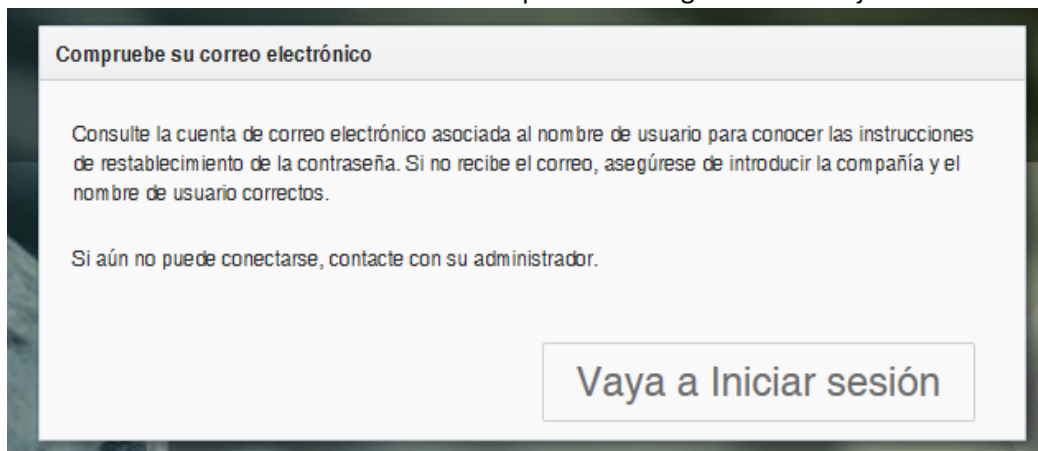 Compruebe su correo electrónico
Consulte la cuenta de correo electrónico asociada al nombre de usuario para conocer las instrucciones
de restablecimiento de la contraseña. Si no recibe el correo, asegúrese de introducir la compañía y el
nombre de usuario correctos.
Si aún no puede conectarse, contacte con su administrador.
Vaya a Iniciar sesión